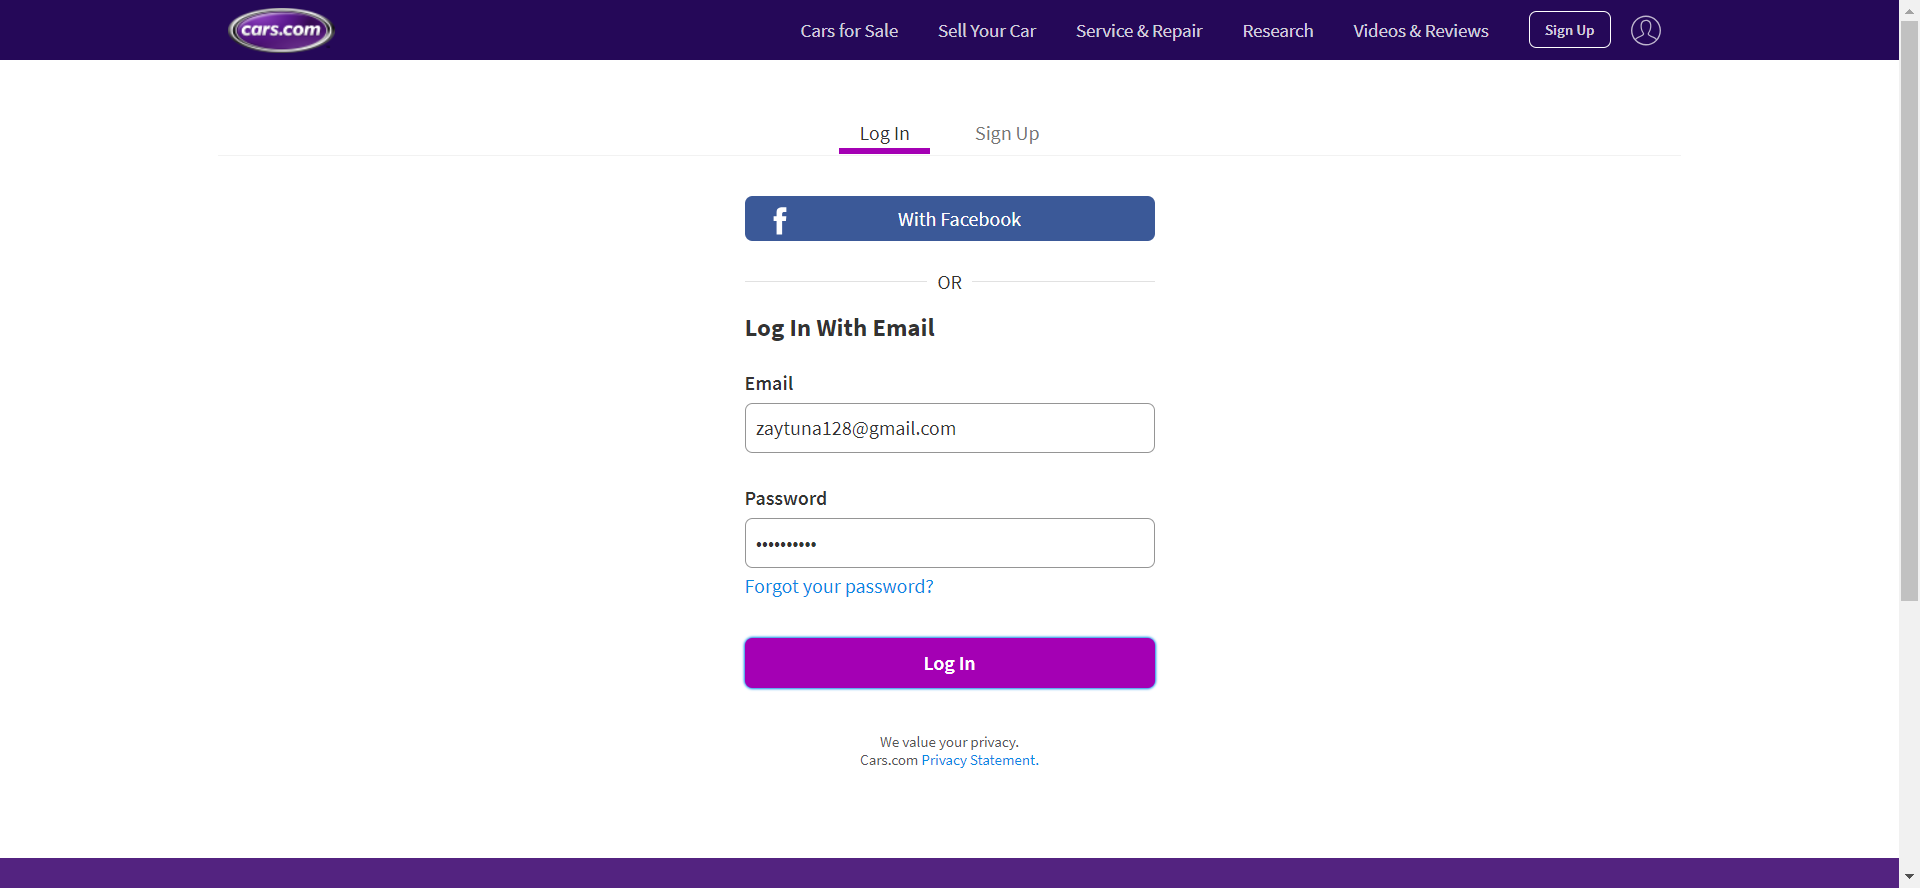 cars.com
Cars for Sale Sell Your Car Service & Repair Research Videos & Reviews Sign Up
Log In Sign Up
f With Facebook
OR
Log In With Email
Email
zaytuna128@gmail.com
Password
••••••••••
Forgot your password?
Log In
We value your privacy.
Cars.com Privacy Statement.